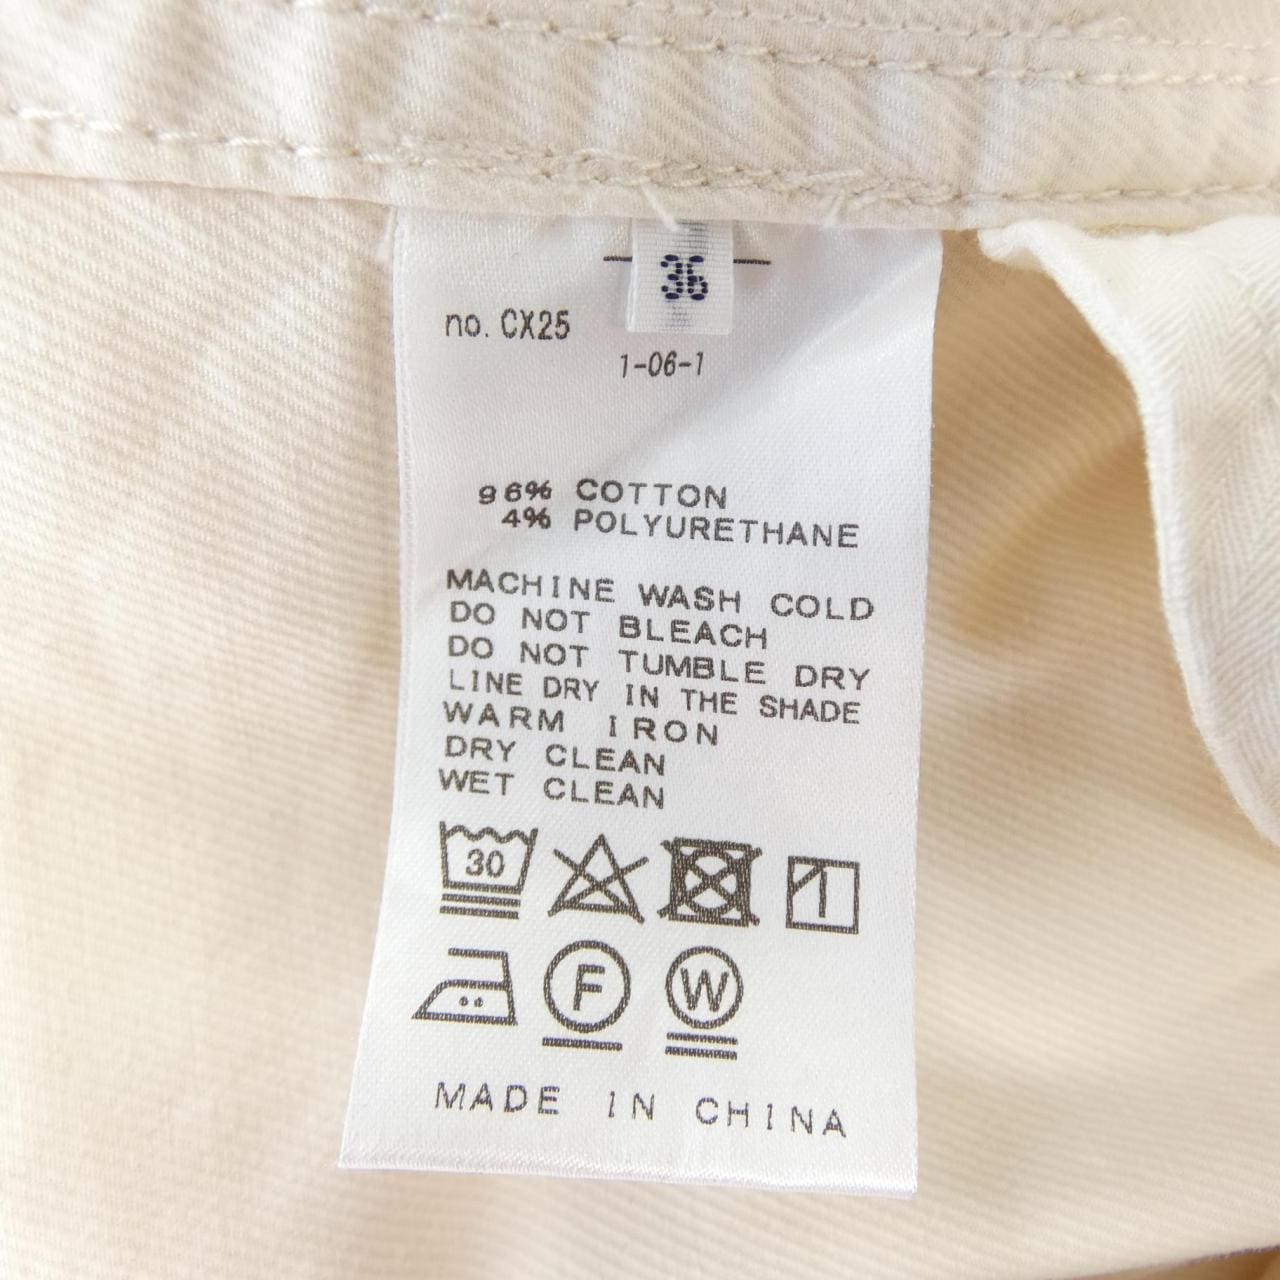 36
no. CX25
1-06-1
96% COTTON
4% POLYURETHANE
MACHINE WASH COLD
DO NOT BLEACH
DO NOT TUMBLE DRY
LINE DRY IN THE SHADE
WARM IRON
DRY CLEAN
WET CLEAN
30
F W
MADE IN CHINA